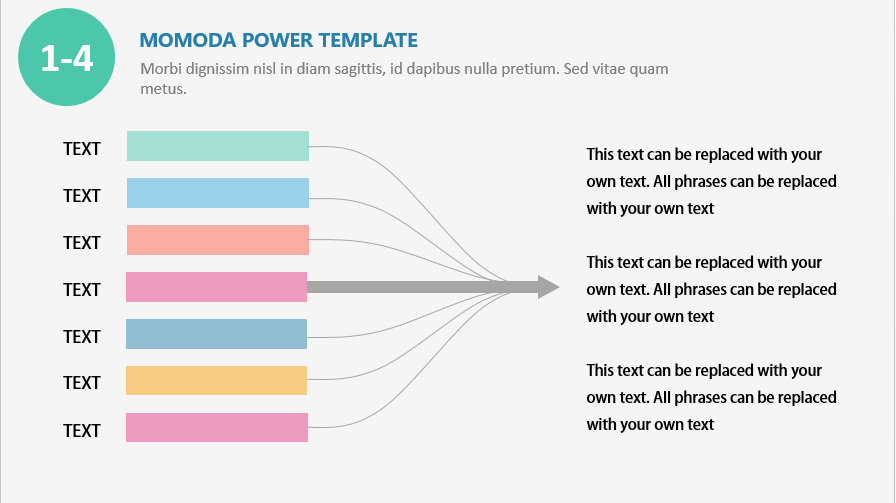 1-4
MOMODA POWER TEMPLATE
Morbi dignissim nisl in diam sagittis, id dapibus nulla pretium. Sed vitae quam
metus.
TEXT
TEXT
TEXT
TEXT
TEXT
TEXT
TEXT
This text can be replaced with your
own text. All phrases can be replaced
with your own text
This text can be replaced with your
own text. All phrases can be replaced
with your own text
This text can be replaced with your
own text. All phrases can be replaced
with your own text